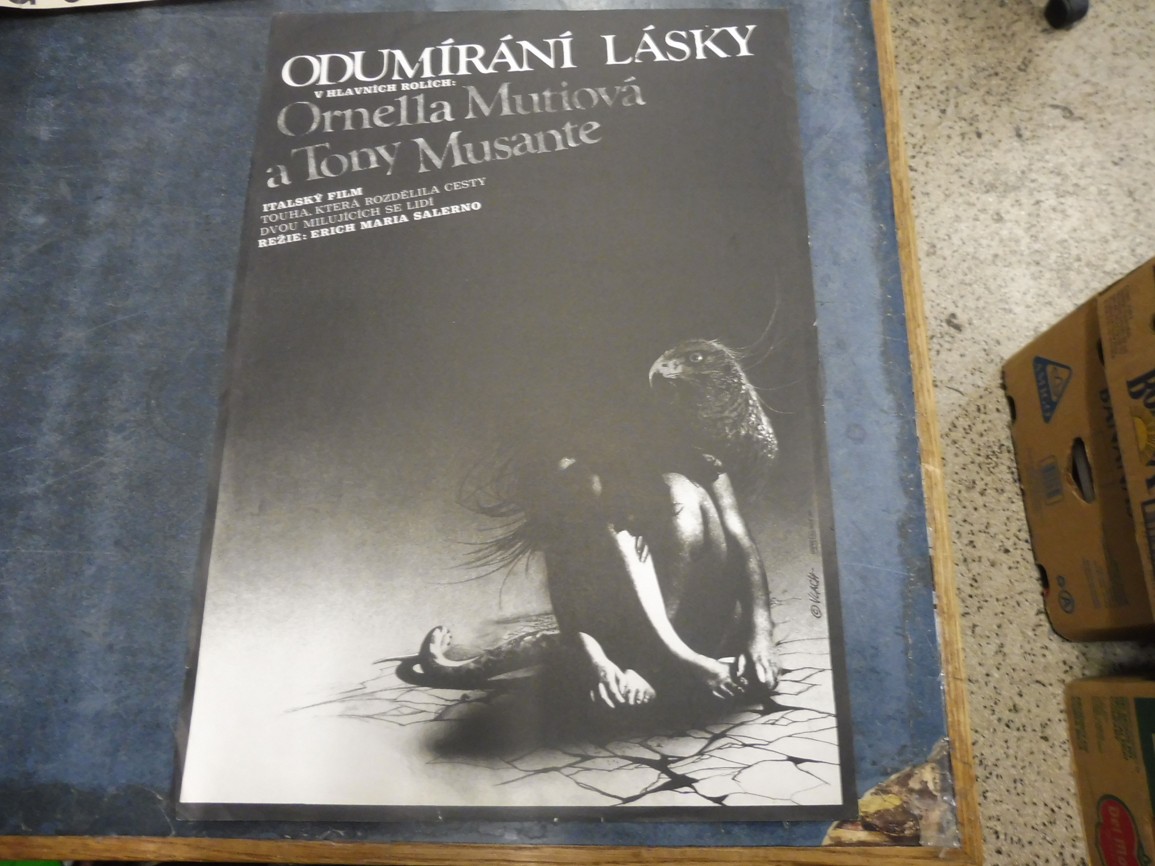 ODUMÍRÁNÍ LÁSKY
V HLAVNÍCH ROLÍCH:
Ornella Mutiová
a Tony Musante
ITALSKÝ FILM
TOUHA, KTERÁ ROZDĚLILA CESTY
DVOU MILUJÍCÍCH SE LIDÍ
REŽIE: ERICH MARIA SALERNO
© VLACH